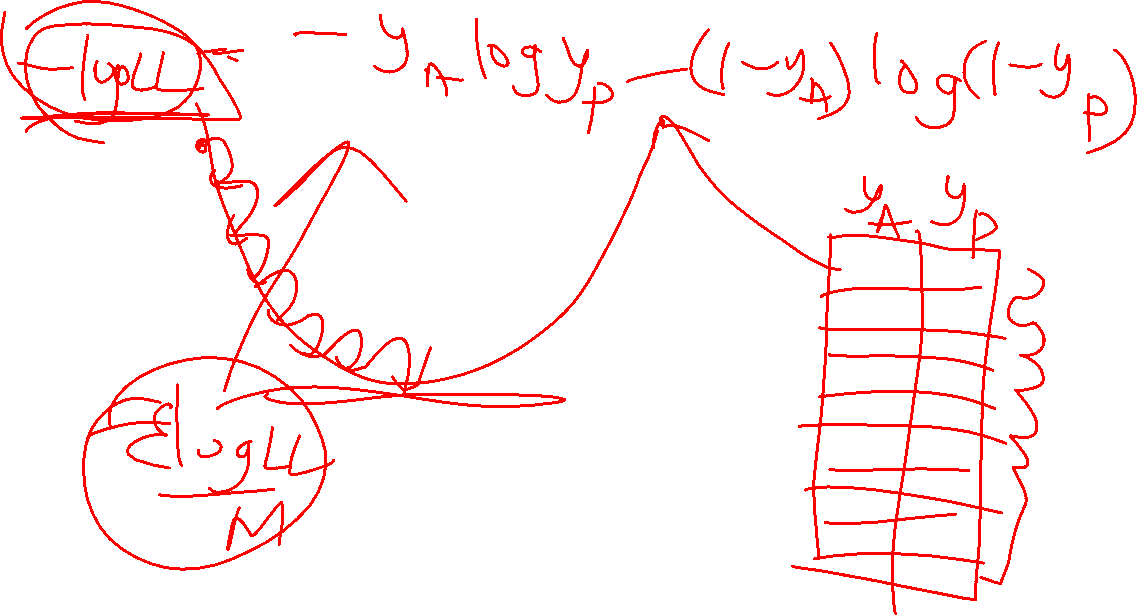 -logLL - y_A log y_P - (1-y_A) log(1-y_P)
y_A y_P
-Σ logLL
M